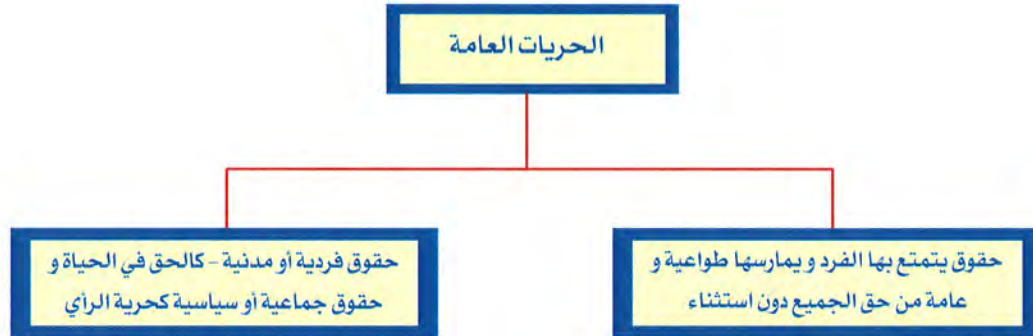 الحريات العامة
حقوق يتمتع بها الفرد و يمارسها طواعية و
عامة من حق الجميع دون استثناء
حقوق فردية أو مدنية – كالحق في الحياة و
حقوق جماعية أو سياسية كحرية الرأي